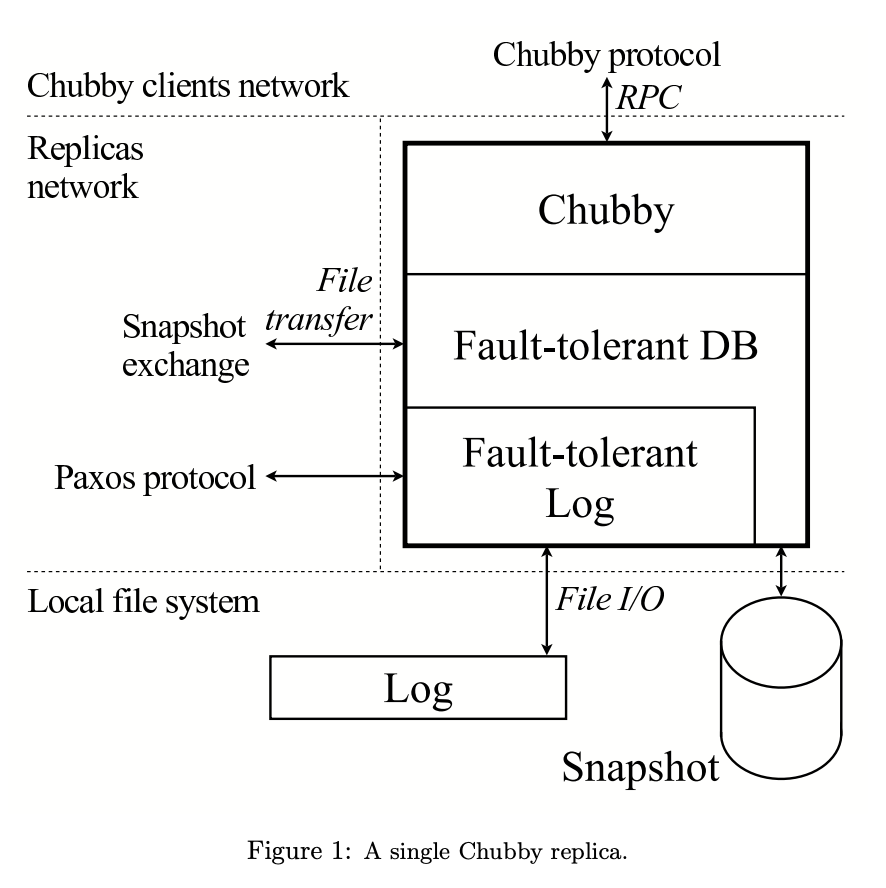 Chubby protocol
Chubby clients network
RPC
Replicas
network
Chubby
File
transfer
Snapshot
exchange
Fault-tolerant DB
Fault-tolerant
Log
Paxos protocol
Local file system
File I/O
Log
Snapshot
Figure 1: A single Chubby replica.